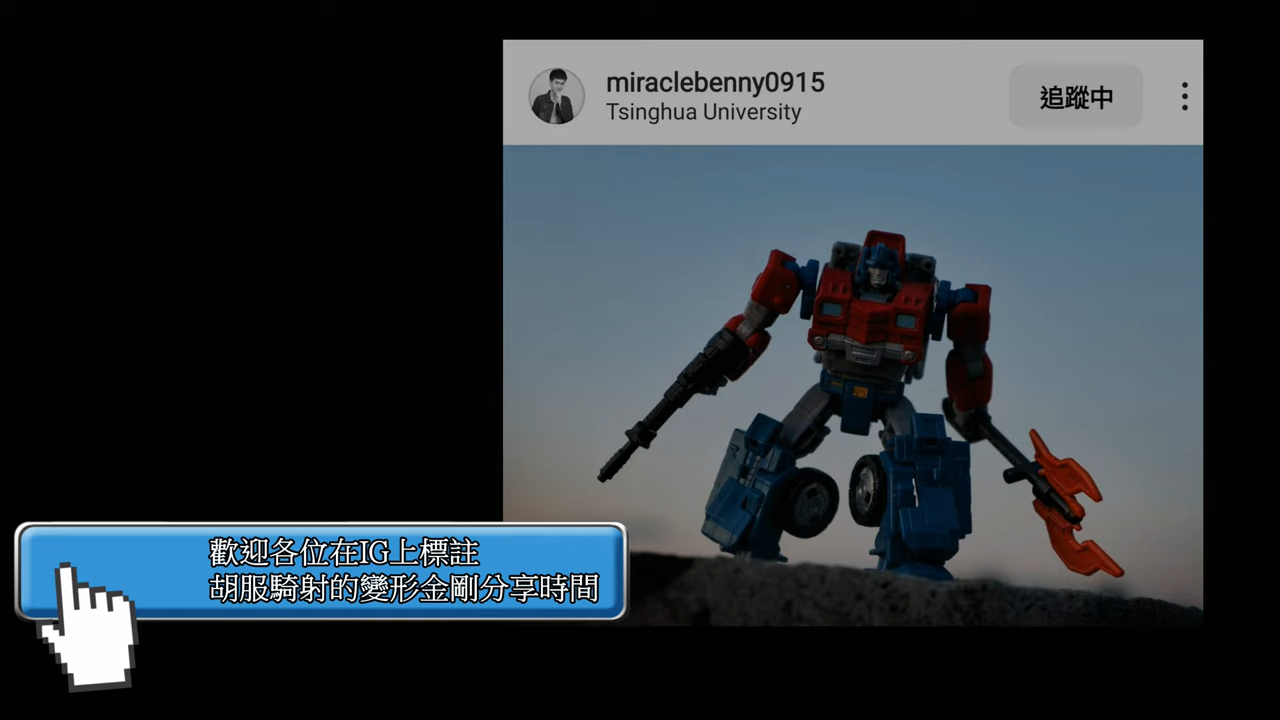 miraclebenny0915
Tsinghua University
追蹤中
歡迎各位在IG上標註
胡服騎射的變形金剛分享時間